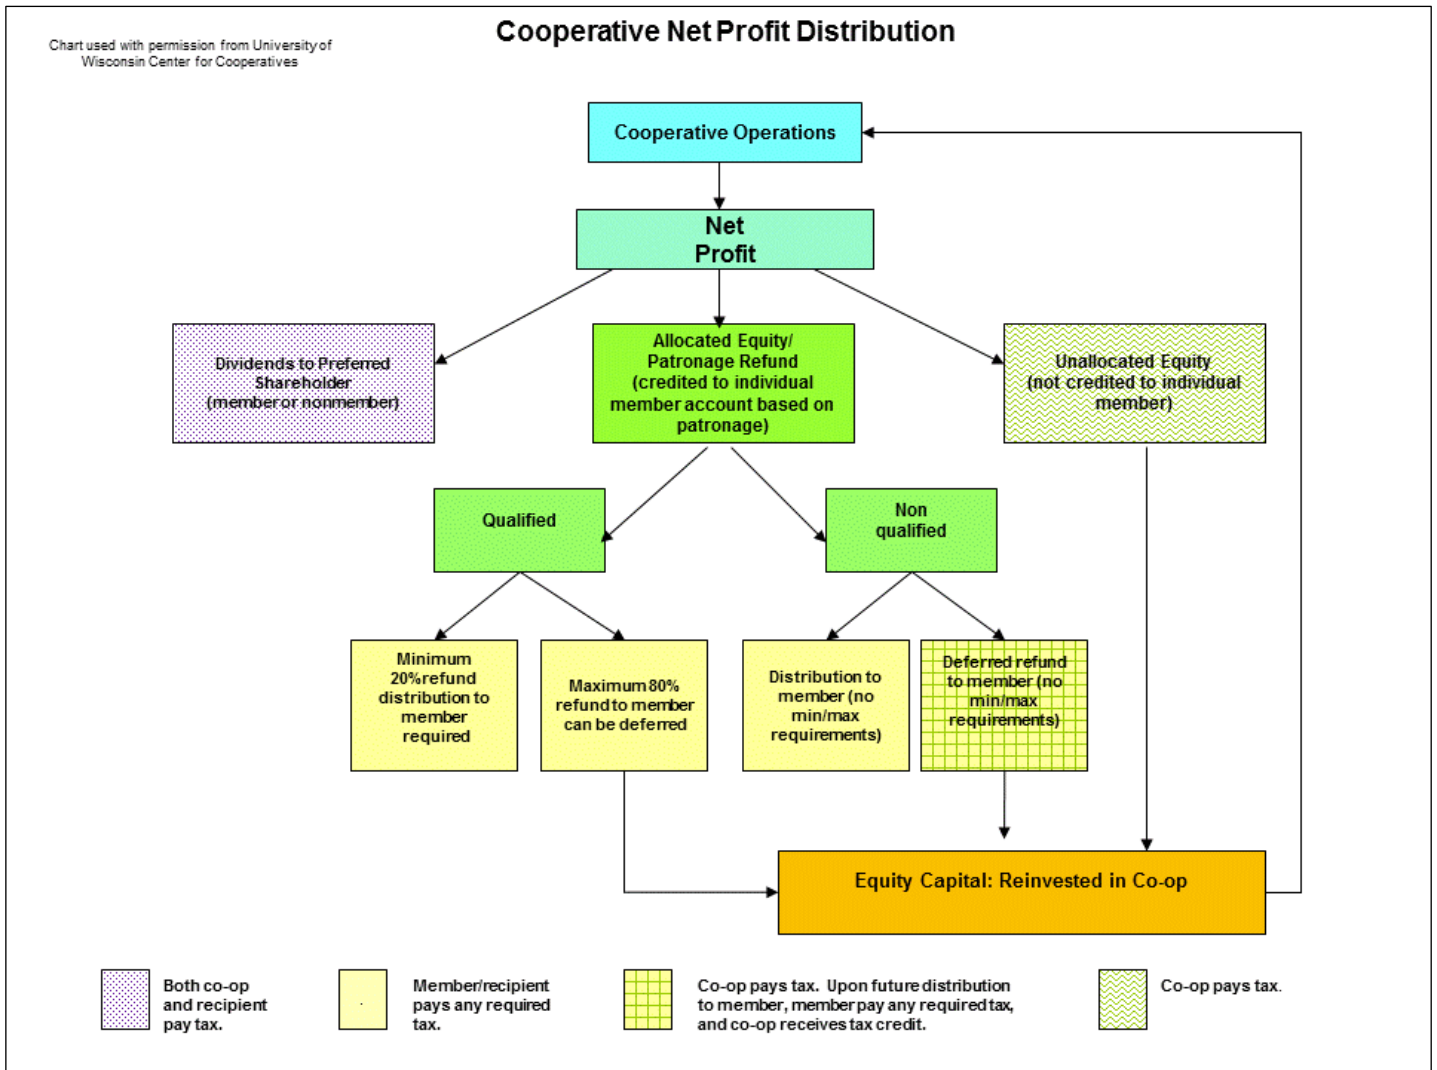 Cooperative Net Profit Distribution
Chart used with permission from University of
Wisconsin Center for Cooperatives
Cooperative Operations
Net
Profit
Dividends to Preferred
Shareholder
(member or nonmember)
Allocated Equity/
Patronage Refund
(credited to individual
member account based on
patronage)
Unallocated Equity
(not credited to individual
member)
Qualified
Non
qualified
Minimum
20% refund
distribution to
member
required
Maximum 80%
refund to member
can be deferred
Distribution to
member (no
min/max
requirements)
Deferred refund
to member (no
min/max
requirements)
Equity Capital: Reinvested in Co-op
Both co-op
and recipient
pay tax.
Member/recipient
pays any required
tax.
Co-op pays tax. Upon future distribution
to member, member pay any required tax,
and co-op receives tax credit.
Co-op pays tax.